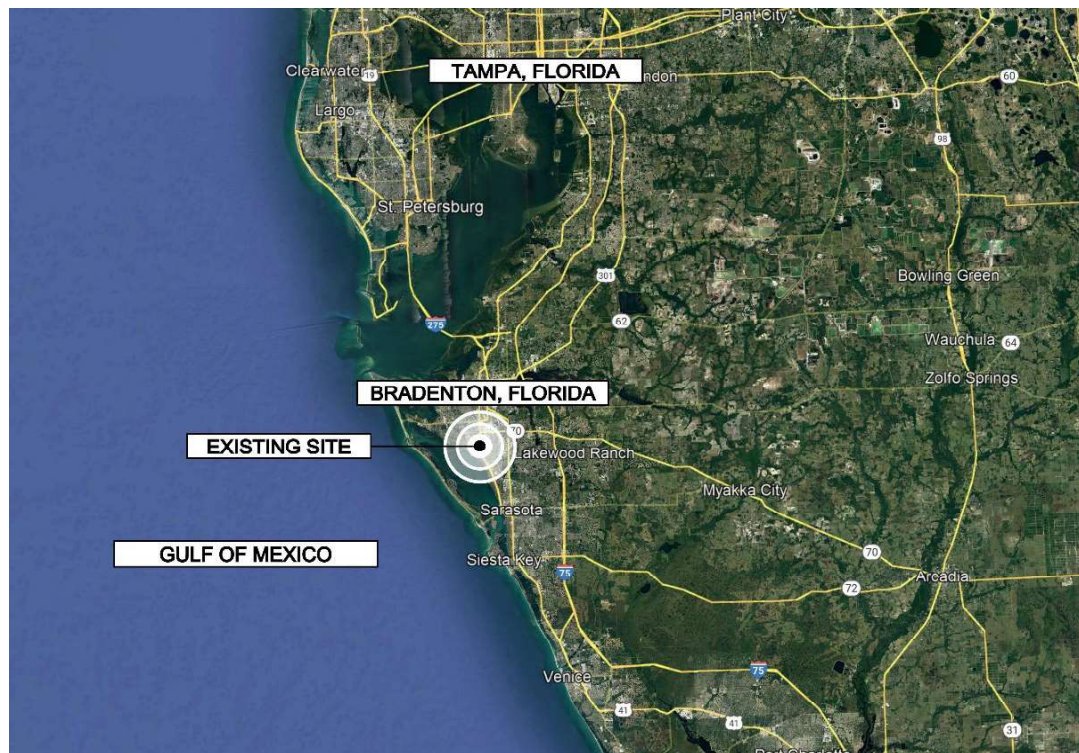 Plant City
Clearwater
19
TAMPA, FLORIDA
ndon
60
Largo
98
St. Petersburg
301
Bowling Green
275
62
Wauchula
64
Zolfo Springs
BRADENTON, FLORIDA
70
EXISTING SITE
Lakewood Ranch
Myakka City
Sarasota
GULF OF MEXICO
Siesta Key
70
75
72
Arcadia
Venice
75
41
41
31
Port Charlotte